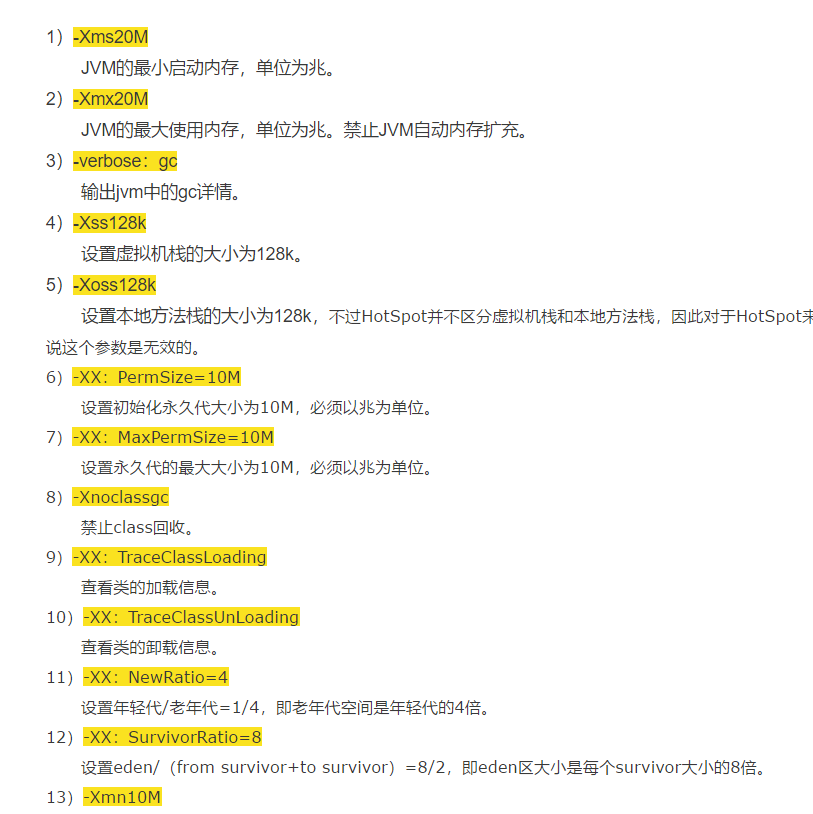 1）-Xms20M
JVM的最小启动内存，单位为兆。
2）-Xmx20M
JVM的最大使用内存，单位为兆。禁止JVM自动内存扩充。
3）-verbose：gc
输出jvm中的gc详情。
4）-Xss128k
设置虚拟机栈的大小为128k。
5）-Xoss128k
设置本地方法栈的大小为128k，不过HotSpot并不区分虚拟机栈和本地方法栈，因此对于HotSpot来
说这个参数是无效的。
6）-XX：PermSize=10M
设置初始化永久代大小为10M，必须以兆为单位。
7）-XX：MaxPermSize=10M
设置永久代的最大大小为10M，必须以兆为单位。
8）-Xnoclassgc
禁止class回收。
9）-XX：TraceClassLoading
查看类的加载信息。
10）-XX：TraceClassUnLoading
查看类的卸载信息。
11）-XX：NewRatio=4
设置年轻代/老年代=1/4，即老年代空间是年轻代的4倍。
12）-XX：SurvivorRatio=8
设置eden/（from survivor+to survivor）=8/2，即eden区大小是每个survivor大小的8倍。
13）-Xmn10M